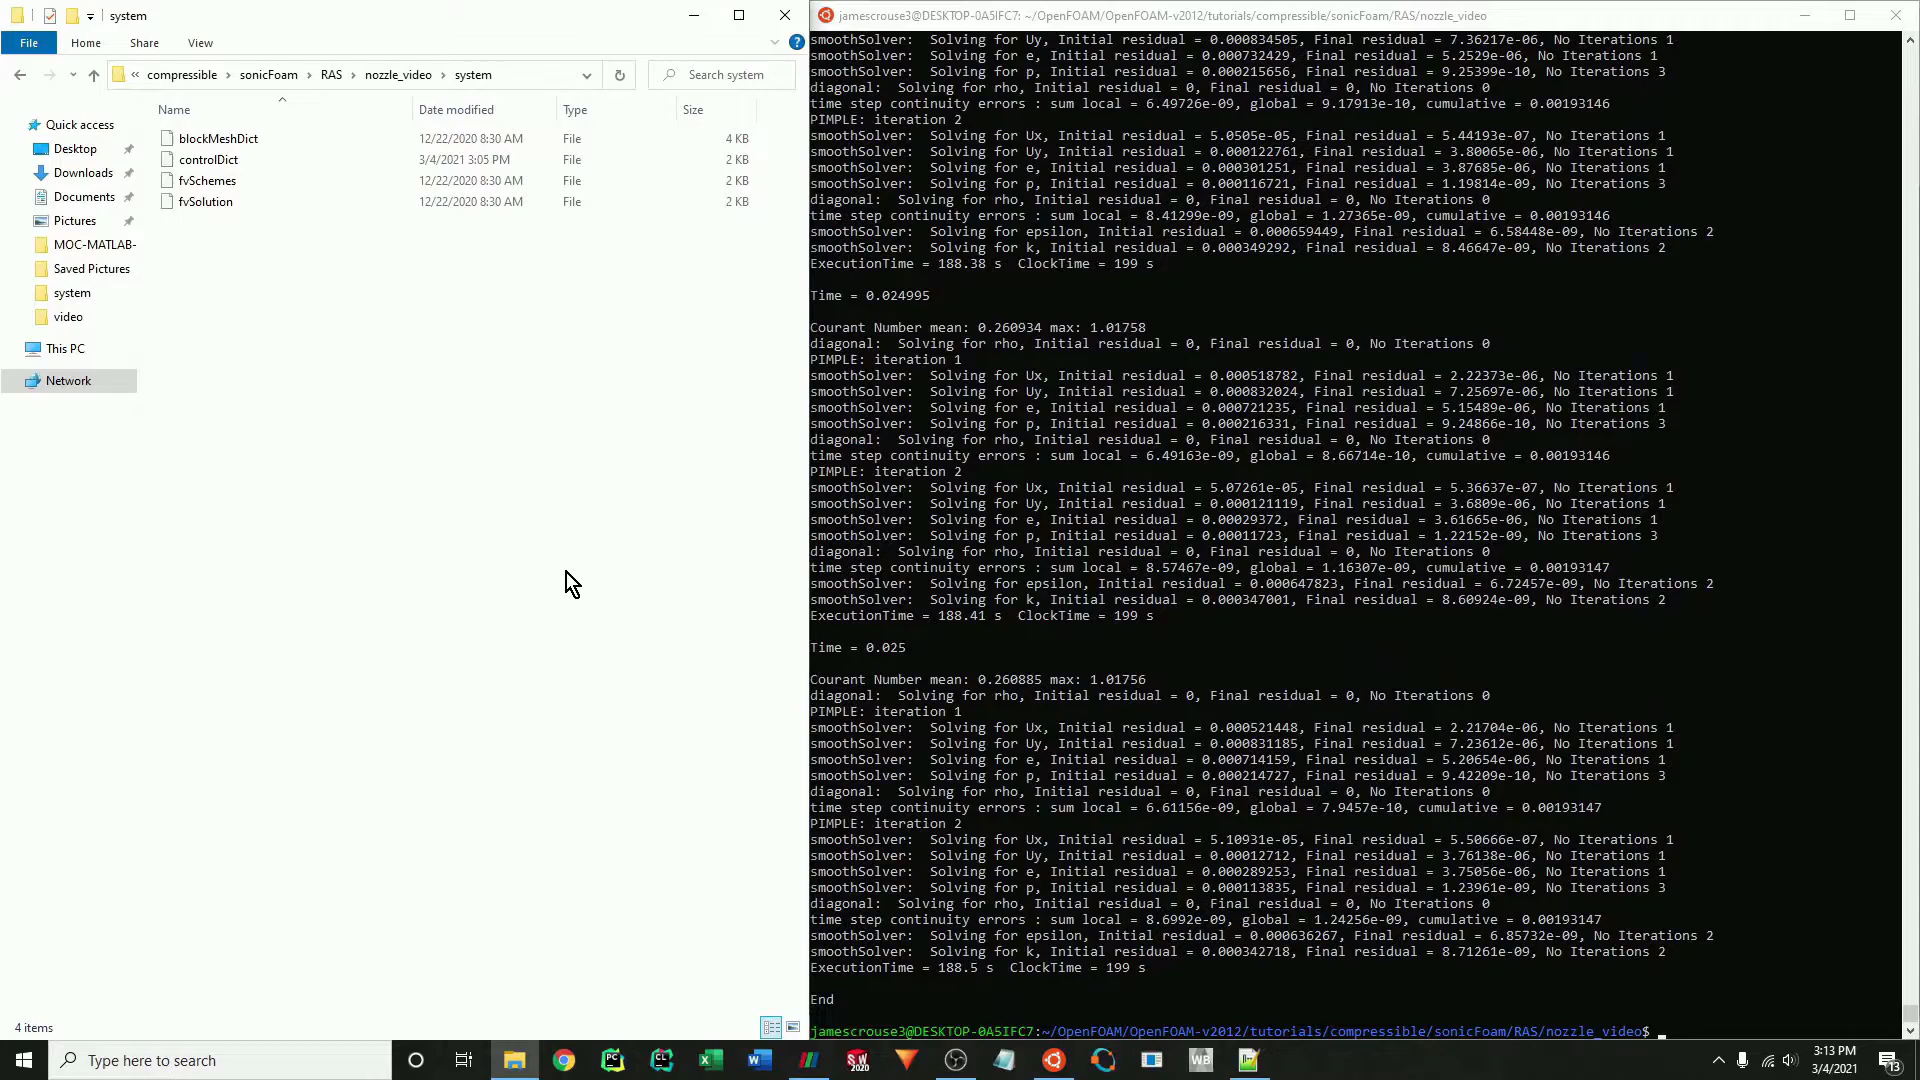 system
File
Home
Share
View
« compressible › sonicFoam › RAS › nozzle_video › system
Search system
Name
Date modified
Type
Size
Quick access
Desktop
Downloads
Documents
Pictures
MOC-MATLAB-
Saved Pictures
system
video
This PC
Network
blockMeshDict 12/22/2020 8:30 AM File 4 KB
controlDict 3/4/2021 3:05 PM File 2 KB
fvSchemes 12/22/2020 8:30 AM File 2 KB
fvSolution 12/22/2020 8:30 AM File 2 KB
4 items
jamescrouse3@DESKTOP-0A5IFC7: ~/OpenFOAM/OpenFOAM-v2012/tutorials/compressible/sonicFoam/RAS/nozzle_video
smoothSolver:  Solving for Uy, Initial residual = 0.000834505, Final residual = 7.36217e-06, No Iterations 1
smoothSolver:  Solving for e, Initial residual = 0.000732429, Final residual = 5.2529e-06, No Iterations 1
smoothSolver:  Solving for p, Initial residual = 0.000215656, Final residual = 9.25399e-10, No Iterations 3
diagonal:  Solving for rho, Initial residual = 0, Final residual = 0, No Iterations 0
time step continuity errors : sum local = 6.49726e-09, global = 9.17913e-10, cumulative = 0.00193146
PIMPLE: iteration 2
smoothSolver:  Solving for Ux, Initial residual = 5.0505e-05, Final residual = 5.44193e-07, No Iterations 1
smoothSolver:  Solving for Uy, Initial residual = 0.000122761, Final residual = 3.80065e-06, No Iterations 1
smoothSolver:  Solving for e, Initial residual = 0.000301251, Final residual = 3.87685e-06, No Iterations 1
smoothSolver:  Solving for p, Initial residual = 0.000116721, Final residual = 1.19814e-09, No Iterations 3
diagonal:  Solving for rho, Initial residual = 0, Final residual = 0, No Iterations 0
time step continuity errors : sum local = 8.41299e-09, global = 1.27365e-09, cumulative = 0.00193146
smoothSolver:  Solving for epsilon, Initial residual = 0.000659449, Final residual = 6.58448e-09, No Iterations 2
smoothSolver:  Solving for k, Initial residual = 0.000349292, Final residual = 8.46647e-09, No Iterations 2
ExecutionTime = 188.38 s  ClockTime = 199 s
Time = 0.024995
Courant Number mean: 0.260934 max: 1.01758
diagonal:  Solving for rho, Initial residual = 0, Final residual = 0, No Iterations 0
PIMPLE: iteration 1
smoothSolver:  Solving for Ux, Initial residual = 0.000518782, Final residual = 2.22373e-06, No Iterations 1
smoothSolver:  Solving for Uy, Initial residual = 0.000832024, Final residual = 7.25697e-06, No Iterations 1
smoothSolver:  Solving for e, Initial residual = 0.000721235, Final residual = 5.15489e-06, No Iterations 1
smoothSolver:  Solving for p, Initial residual = 0.000216331, Final residual = 9.24866e-10, No Iterations 3
diagonal:  Solving for rho, Initial residual = 0, Final residual = 0, No Iterations 0
time step continuity errors : sum local = 6.49163e-09, global = 8.66714e-10, cumulative = 0.00193146
PIMPLE: iteration 2
smoothSolver:  Solving for Ux, Initial residual = 5.07261e-05, Final residual = 5.36637e-07, No Iterations 1
smoothSolver:  Solving for Uy, Initial residual = 0.000121119, Final residual = 3.6809e-06, No Iterations 1
smoothSolver:  Solving for e, Initial residual = 0.00029372, Final residual = 3.61665e-06, No Iterations 1
smoothSolver:  Solving for p, Initial residual = 0.00011723, Final residual = 1.22152e-09, No Iterations 3
diagonal:  Solving for rho, Initial residual = 0, Final residual = 0, No Iterations 0
time step continuity errors : sum local = 8.57467e-09, global = 1.16307e-09, cumulative = 0.00193147
smoothSolver:  Solving for epsilon, Initial residual = 0.000647823, Final residual = 6.72457e-09, No Iterations 2
smoothSolver:  Solving for k, Initial residual = 0.000347001, Final residual = 8.60924e-09, No Iterations 2
ExecutionTime = 188.41 s  ClockTime = 199 s
Time = 0.025
Courant Number mean: 0.260885 max: 1.01756
diagonal:  Solving for rho, Initial residual = 0, Final residual = 0, No Iterations 0
PIMPLE: iteration 1
smoothSolver:  Solving for Ux, Initial residual = 0.000521448, Final residual = 2.21704e-06, No Iterations 1
smoothSolver:  Solving for Uy, Initial residual = 0.000831185, Final residual = 7.23612e-06, No Iterations 1
smoothSolver:  Solving for e, Initial residual = 0.000714159, Final residual = 5.20654e-06, No Iterations 1
smoothSolver:  Solving for p, Initial residual = 0.000214727, Final residual = 9.42209e-10, No Iterations 3
diagonal:  Solving for rho, Initial residual = 0, Final residual = 0, No Iterations 0
time step continuity errors : sum local = 6.61156e-09, global = 7.9457e-10, cumulative = 0.00193147
PIMPLE: iteration 2
smoothSolver:  Solving for Ux, Initial residual = 5.10931e-05, Final residual = 5.50666e-07, No Iterations 1
smoothSolver:  Solving for Uy, Initial residual = 0.00012712, Final residual = 3.76138e-06, No Iterations 1
smoothSolver:  Solving for e, Initial residual = 0.000289253, Final residual = 3.75056e-06, No Iterations 1
smoothSolver:  Solving for p, Initial residual = 0.000113835, Final residual = 1.23961e-09, No Iterations 3
diagonal:  Solving for rho, Initial residual = 0, Final residual = 0, No Iterations 0
time step continuity errors : sum local = 8.6992e-09, global = 1.24256e-09, cumulative = 0.00193147
smoothSolver:  Solving for epsilon, Initial residual = 0.000636267, Final residual = 6.85732e-09, No Iterations 2
smoothSolver:  Solving for k, Initial residual = 0.000342718, Final residual = 8.71261e-09, No Iterations 2
ExecutionTime = 188.5 s  ClockTime = 199 s
End
jamescrouse3@DESKTOP-0A5IFC7:~/OpenFOAM/OpenFOAM-v2012/tutorials/compressible/sonicFoam/RAS/nozzle_video$
Type here to search
PC
CL
SW
2020
WB
3:13 PM
3/4/2021
13